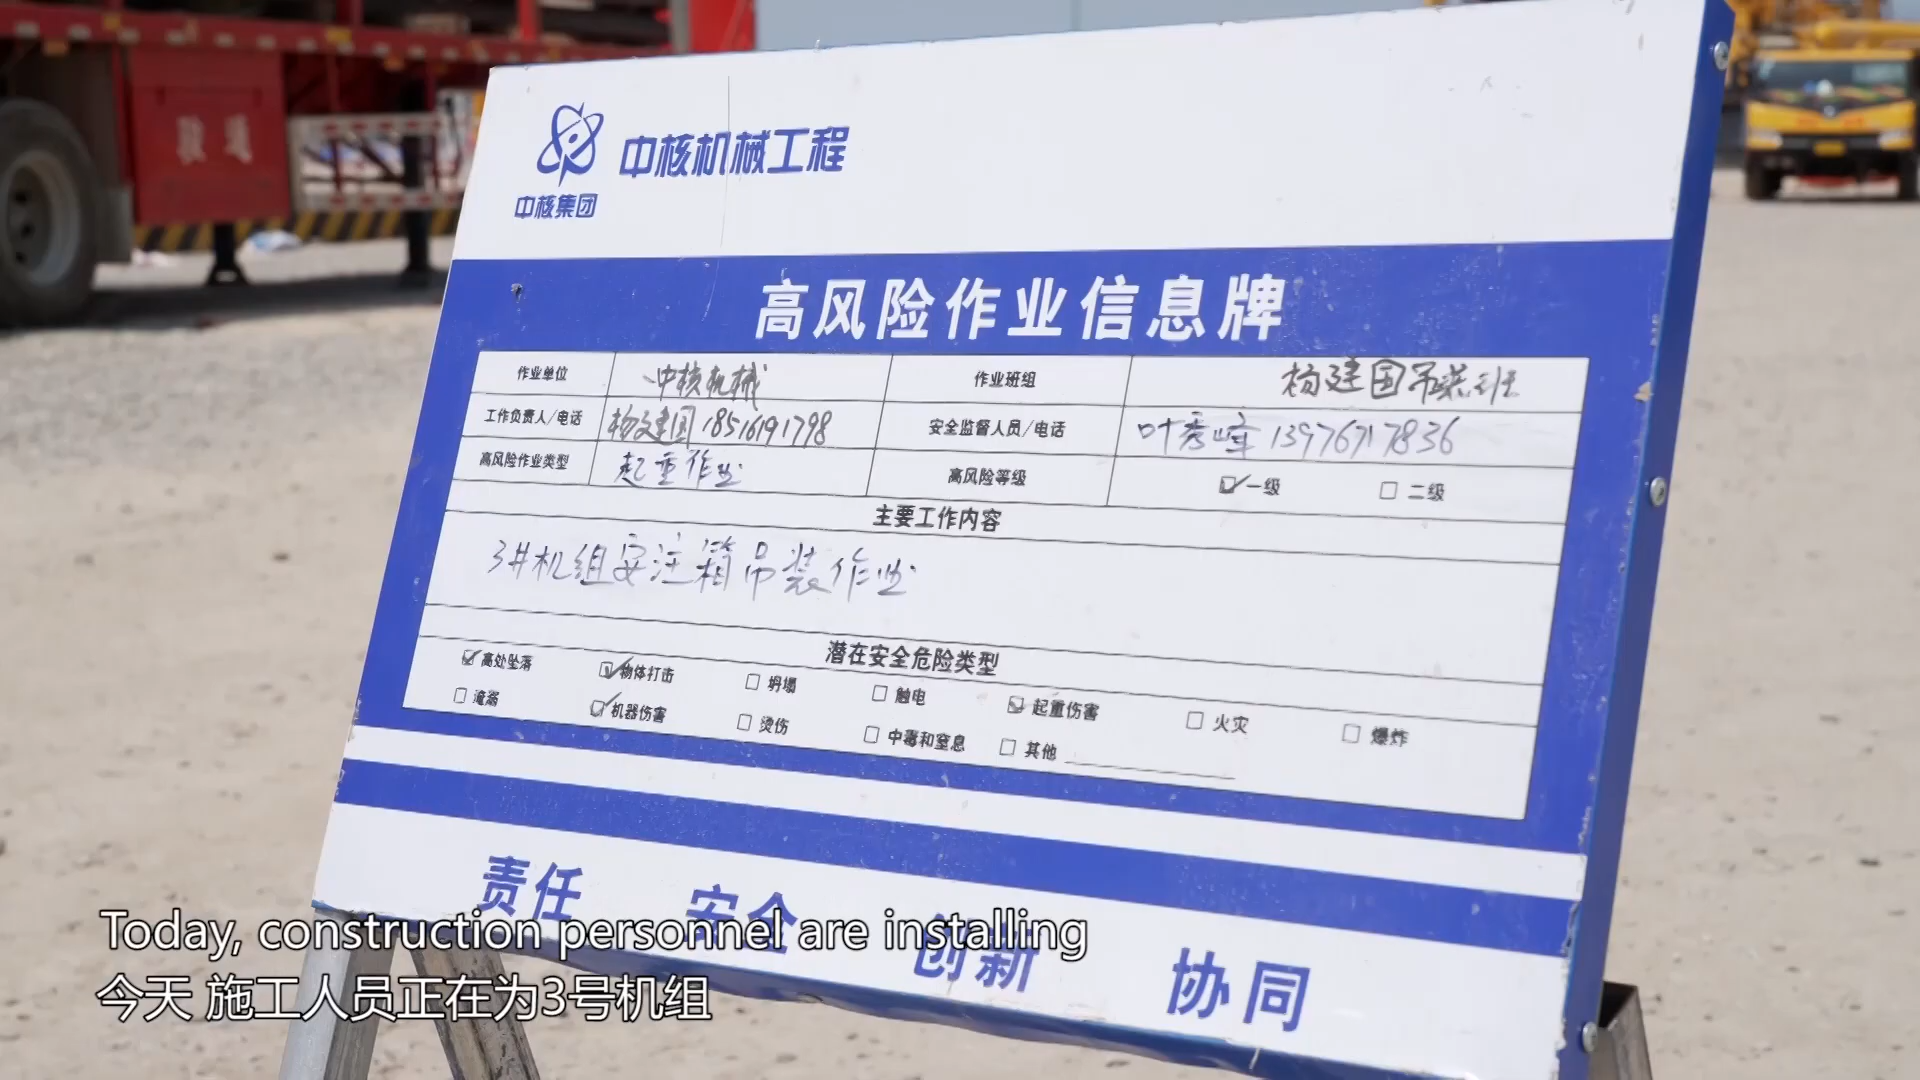 中核集团 中核机械工程
高风险作业信息牌
作业单位 中核机械 作业班组 杨建国吊装班
工作负责人/电话 杨建国 18516191798 安全监督人员/电话 叶秀峰 13976717836
高风险作业类型 起重作业 高风险等级 ☑一级 □二级
主要工作内容
3#机组安注箱吊装作业
潜在安全危险类型
☑高处坠落 ☑物体打击 □坍塌 □触电 ☑起重伤害 □火灾 □爆炸
□淹溺 ☑机器伤害 □烫伤 □中毒和窒息 □其他
责任 安全 创新 协同
Today, construction personnel are installing
今天 施工人员正在为3号机组